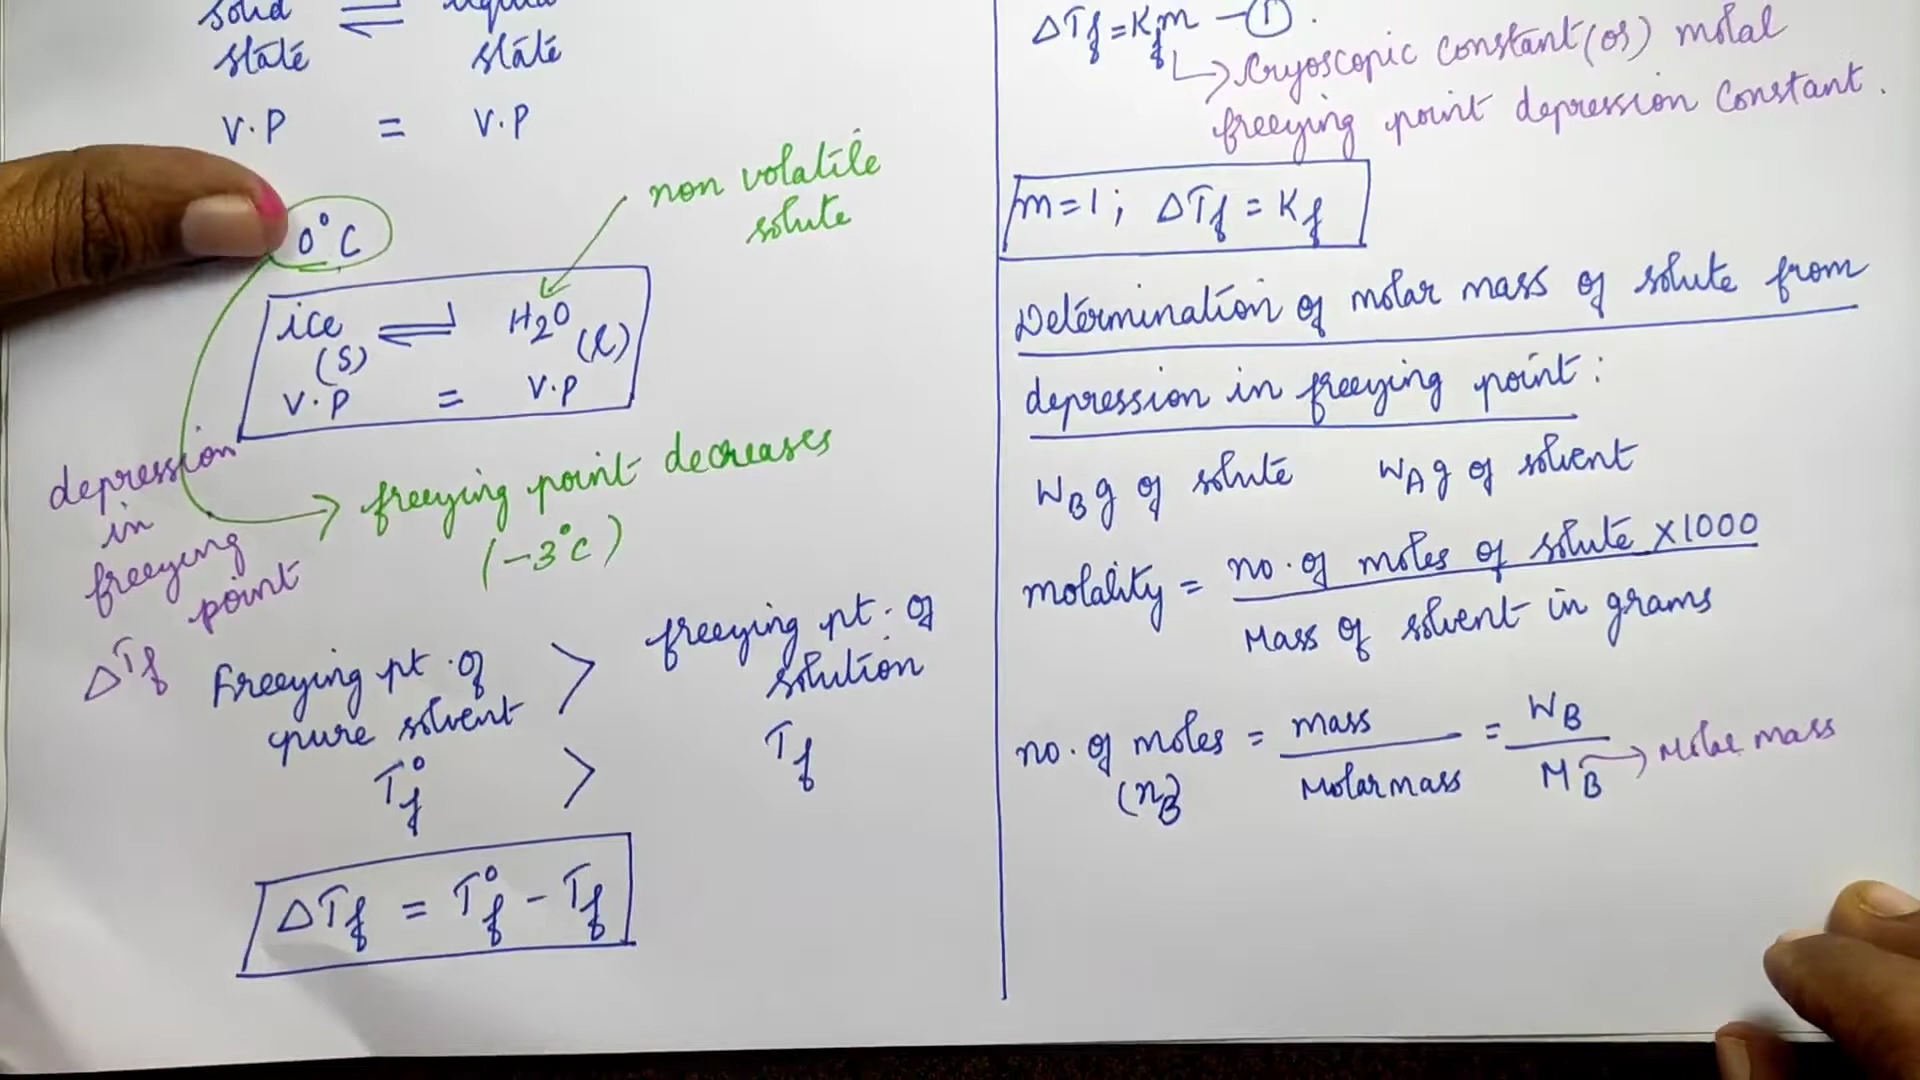 solid ⇌ liquid
state state
V.P = V.P
non volatile
solute
0°C
ice ⇌ H₂O
(S) (l)
V.P = V.P
depression
in
freezing
point
ΔTf
freezing point decreases
(-3°C)
Freezing pt. of > freezing pt. of
pure solvent solution
Tf° > Tf
ΔTf = Tf° - Tf
ΔTf = Kf m - ①.
→ Cryoscopic constant (or) molal
freezing point depression constant.
m = 1 ; ΔTf = Kf
Determination of molar mass of solute from
depression in freezing point :
WB g of solute WA g of solvent
molality = no. of moles of solute × 1000
Mass of solvent in grams
no. of moles = mass = WB
(nB) Molar mass MB → Molar mass